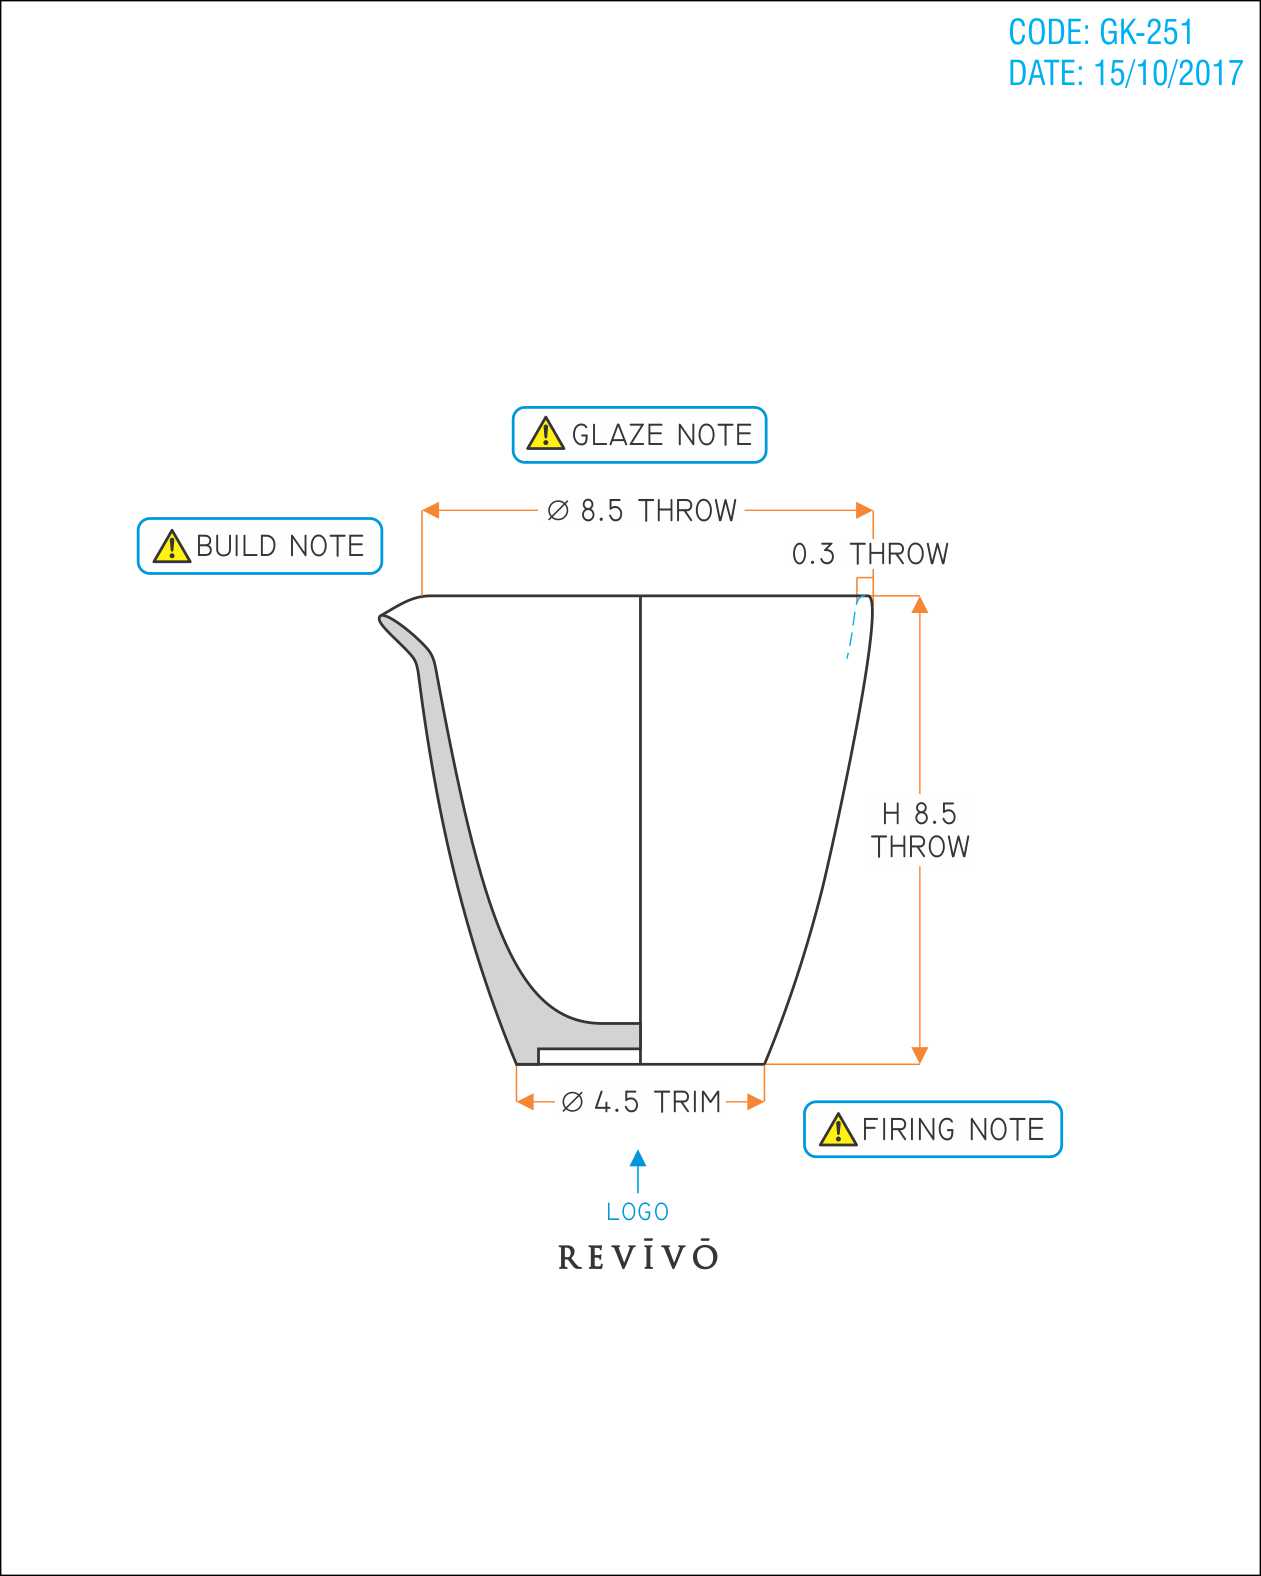 CODE: GK-251
DATE: 15/10/2017
GLAZE NOTE
Ø 8.5 THROW
BUILD NOTE
0.3 THROW
H 8.5
THROW
Ø 4.5 TRIM
FIRING NOTE
LOGO
REVĪVŌ